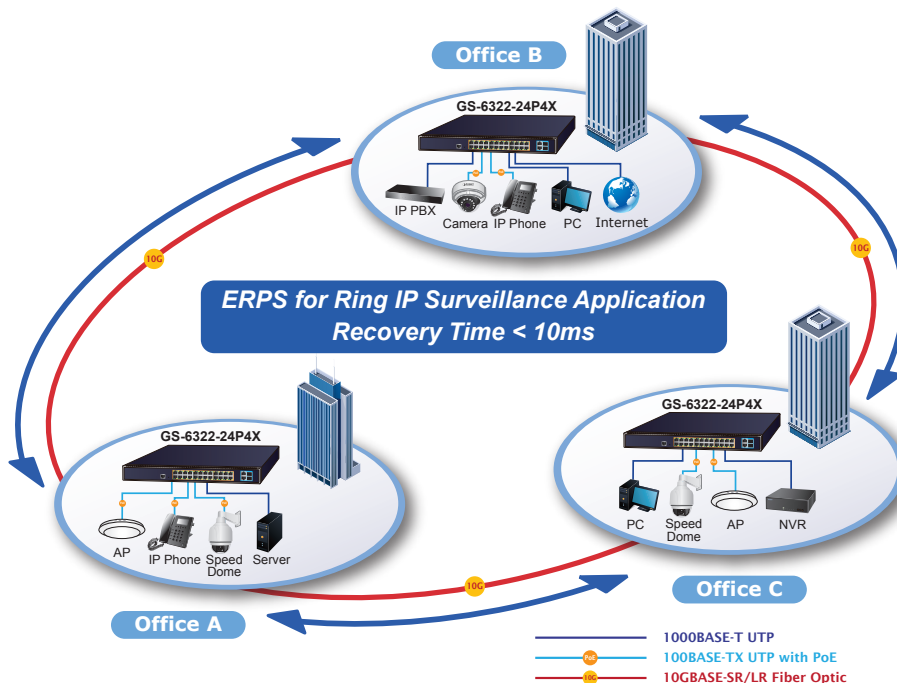 Office B
GS-6322-24P4X
IP PBX
Camera
IP Phone
PC
Internet
10G
10G
ERPS for Ring IP Surveillance Application
Recovery Time < 10ms
GS-6322-24P4X
AP
IP Phone
Speed
Dome
Server
GS-6322-24P4X
PC
Speed
Dome
AP
NVR
10G
Office A
Office C
1000BASE-T UTP
PoE
100BASE-TX UTP with PoE
10G
10GBASE-SR/LR Fiber Optic